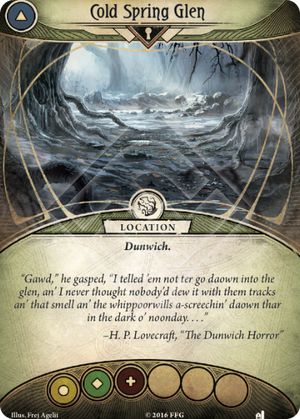 Cold Spring Glen
LOCATION
Dunwich.
“Gawd,” he gasped, “I telled ’em not ter go daown into the
glen, an’ I never thought nobody’d dew it with them tracks
an’ that smell an’ the whippoorwills a-screechin’ daown thar
in the dark o’ noonday. . . .”
–H. P. Lovecraft, “The Dunwich Horror”
Illus. Frej Agelii
© 2016 FFG